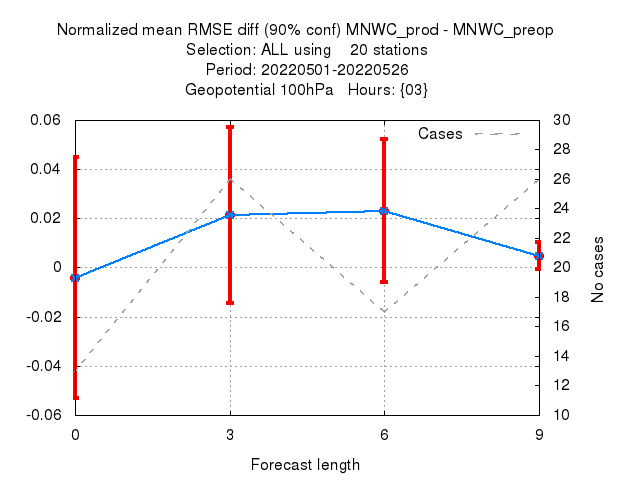 Normalized mean RMSE diff (90% conf) MNWC_prod - MNWC_preop
Selection: ALL using    20 stations
Period: 20220501-20220526
Geopotential 100hPa   Hours: {03}
Cases
0.06
0.04
0.02
0
-0.02
-0.04
-0.06
30
28
26
24
22
20
18
16
14
12
10
No cases
0 3 6 9
Forecast length